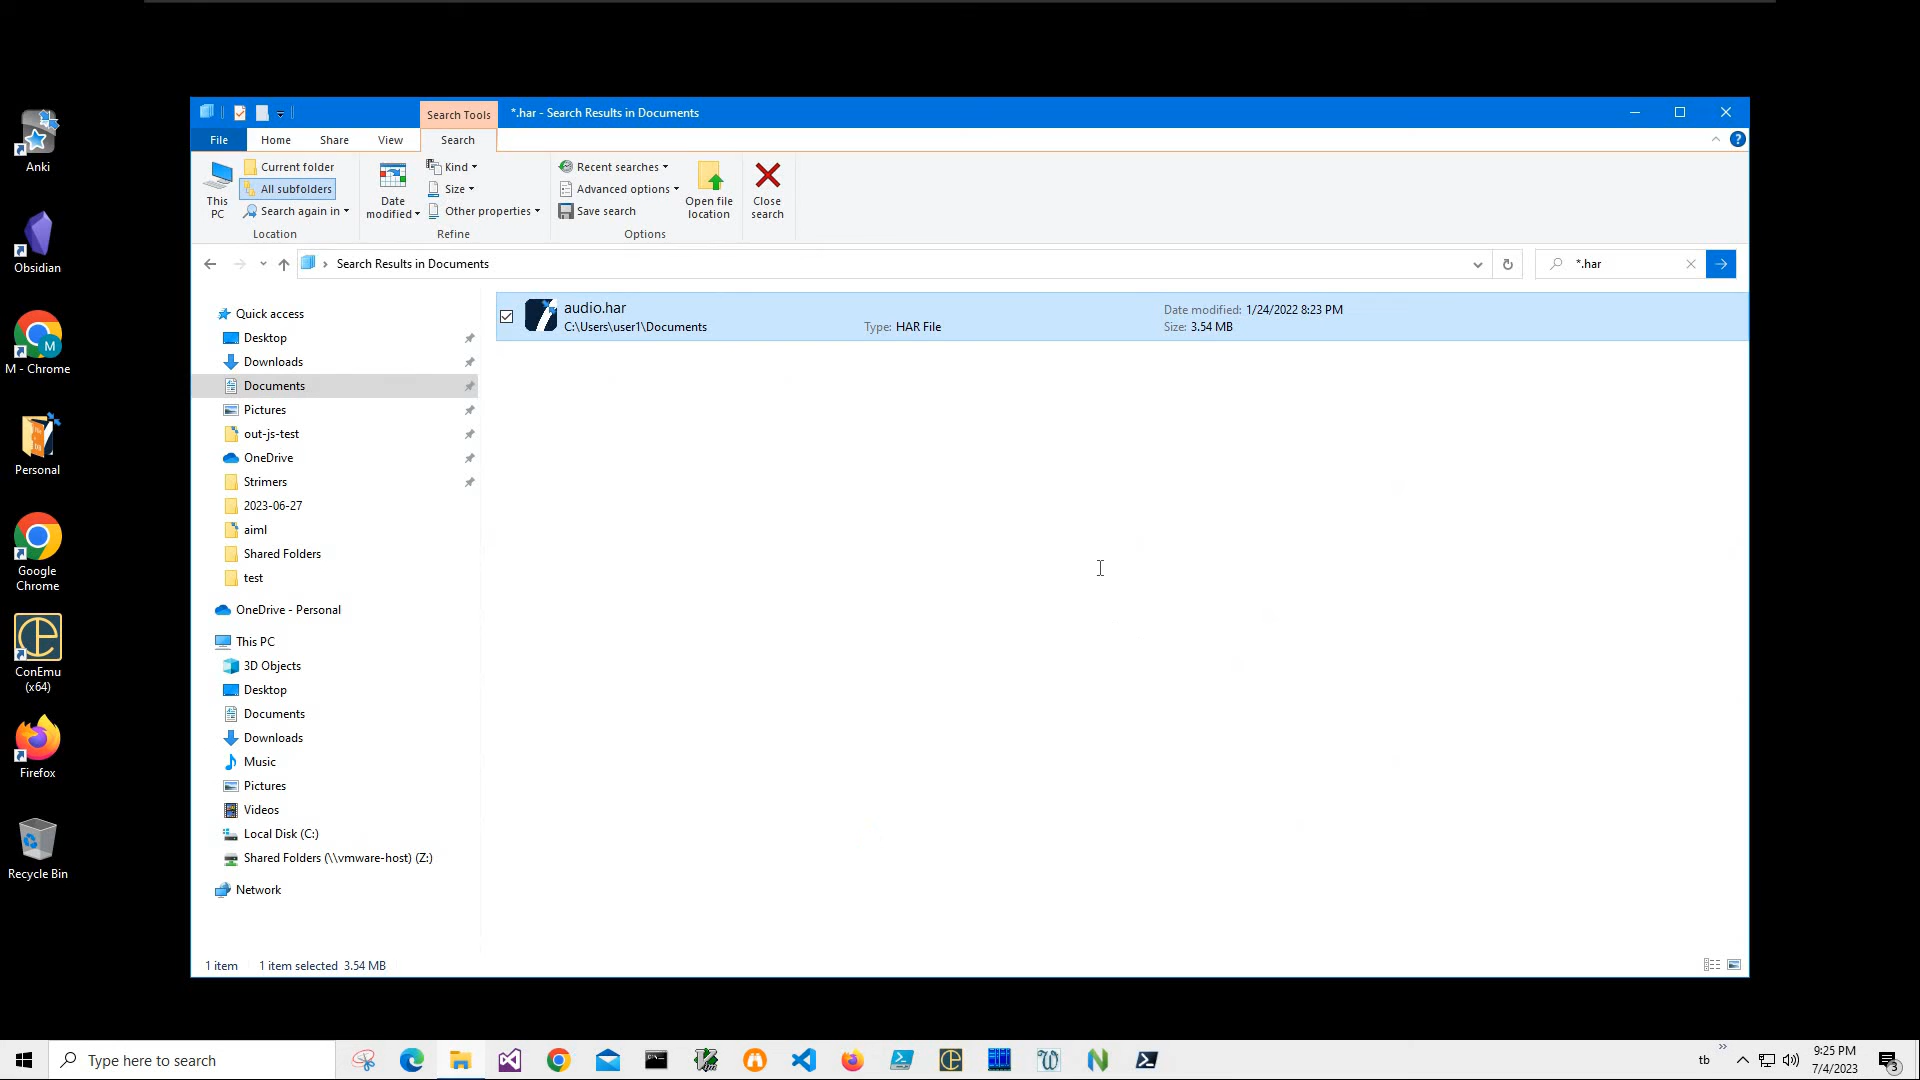 Search Tools
*.har - Search Results in Documents
File
Home
Share
View
Search
This PC
Current folder
All subfolders
Search again in
Location
Date modified
Kind
Size
Other properties
Refine
Recent searches
Advanced options
Save search
Options
Open file location
Close search
Search Results in Documents
*.har
Quick access
Desktop
Downloads
Documents
Pictures
out-js-test
OneDrive
Strimers
2023-06-27
aiml
Shared Folders
test
OneDrive - Personal
This PC
3D Objects
Desktop
Documents
Downloads
Music
Pictures
Videos
Local Disk (C:)
Shared Folders (\\vmware-host) (Z:)
Network
audio.har
C:\Users\user1\Documents
Type: HAR File
Date modified: 1/24/2022 8:23 PM
Size: 3.54 MB
1 item
1 item selected 3.54 MB
Anki
Obsidian
M
M - Chrome
Personal
Google
Chrome
ConEmu
(x64)
Firefox
Recycle Bin
Type here to search
tb
9:25 PM
7/4/2023
3